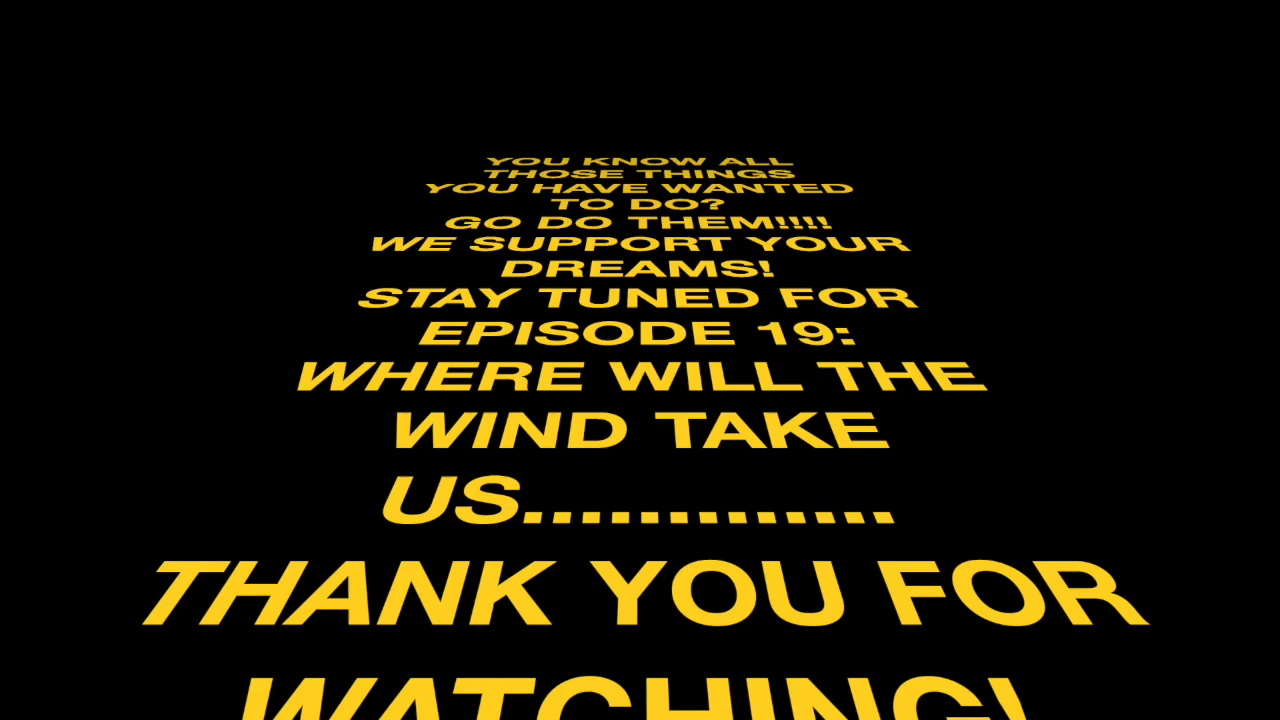 YOU KNOW ALL
THOSE THINGS
YOU HAVE WANTED
TO DO?
GO DO THEM!!!!
WE SUPPORT YOUR
DREAMS!
STAY TUNED FOR
EPISODE 19:
WHERE WILL THE
WIND TAKE
US.............
THANK YOU FOR
WATCHING!